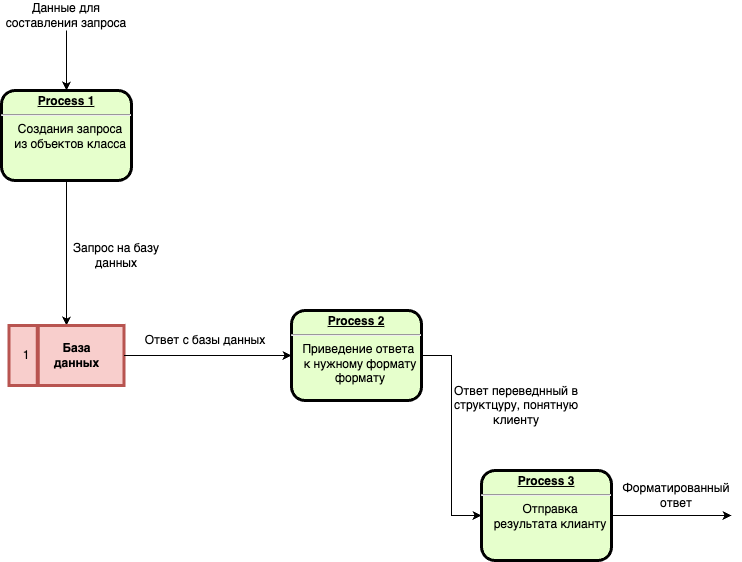 Данные для
составления запроса
Process 1
Создания запроса
из объектов класса
Запрос на базу
данных
1
База
данных
Ответ с базы данных
Process 2
Приведение ответа
к нужному формату
формату
Ответ переведнный в
структцуру, понятную
клиенту
Process 3
Отправка
результата клианту
Форматированный
ответ